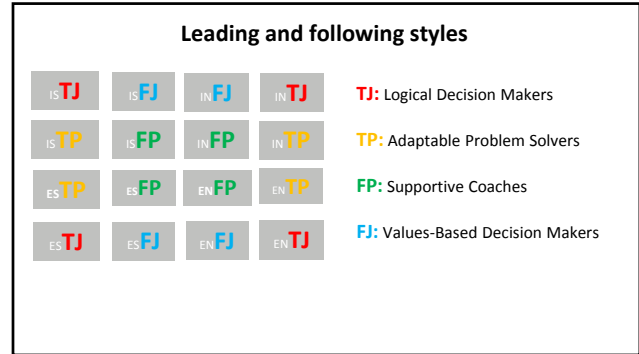 Leading and following styles
ISTJ ISFJ INFJ INTJ
TJ: Logical Decision Makers
ISTP ISFP INFP INTP
TP: Adaptable Problem Solvers
ESTP ESFP ENFP ENTP
FP: Supportive Coaches
ESTJ ESFJ ENFJ ENTJ
FJ: Values-Based Decision Makers